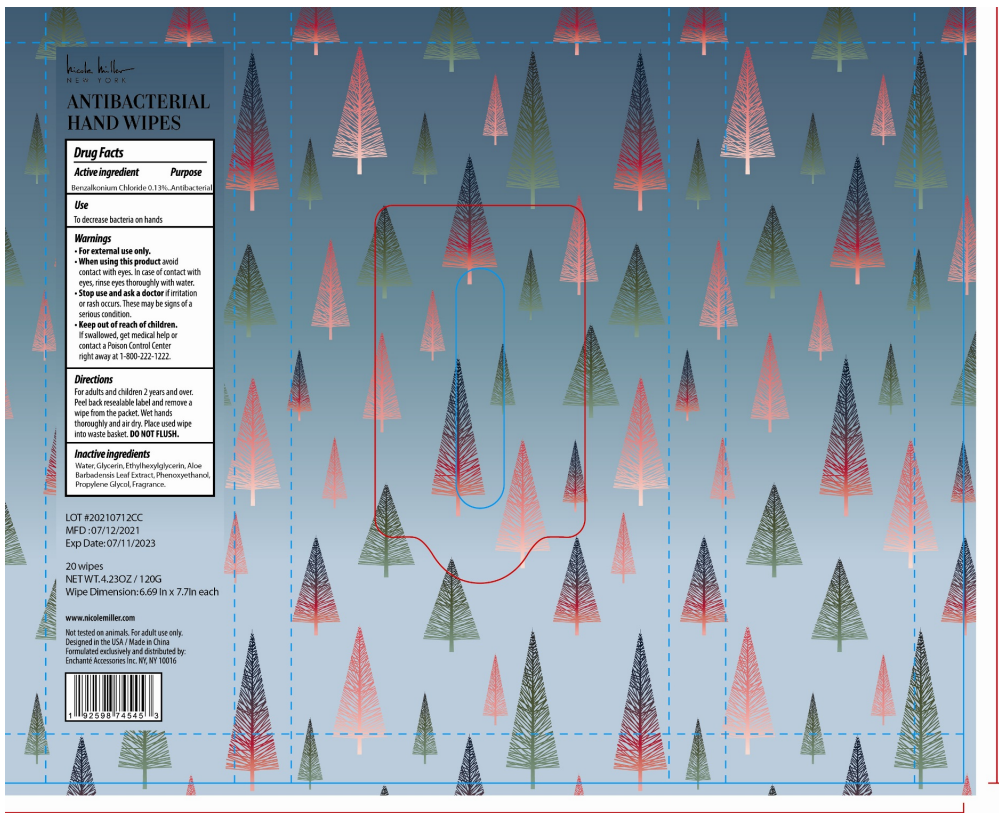 nicole miller
NEW YORK
ANTIBACTERIAL
HAND WIPES
Drug Facts
Active ingredient Purpose
Benzalkonium Chloride 0.13%..Antibacterial
Use
To decrease bacteria on hands
Warnings
• For external use only.
• When using this product avoid
contact with eyes. In case of contact with
eyes, rinse eyes thoroughly with water.
• Stop use and ask a doctor if irritation
or rash occurs. These may be signs of a
serious condition.
• Keep out of reach of children.
If swallowed, get medical help or
contact a Poison Control Center
right away at 1-800-222-1222.
Directions
For adults and children 2 years and over.
Peel back resealable label and remove a
wipe from the packet. Wet hands
thoroughly and air dry. Place used wipe
into waste basket. DO NOT FLUSH.
Inactive ingredients
Water, Glycerin, Ethylhexylglycerin, Aloe
Barbadensis Leaf Extract, Phenoxyethanol,
Propylene Glycol, Fragrance.
LOT #20210712CC
MFD : 07/12/2021
Exp Date: 07/11/2023
20 wipes
NET WT. 4.23OZ / 120G
Wipe Dimension: 6.69 In x 7.7In each
www.nicolemiller.com
Not tested on animals. For adult use only.
Designed in the USA / Made in China
Formulated exclusively and distributed by:
Enchanté Accessories Inc. NY, NY 10016
1 92598 74545 3